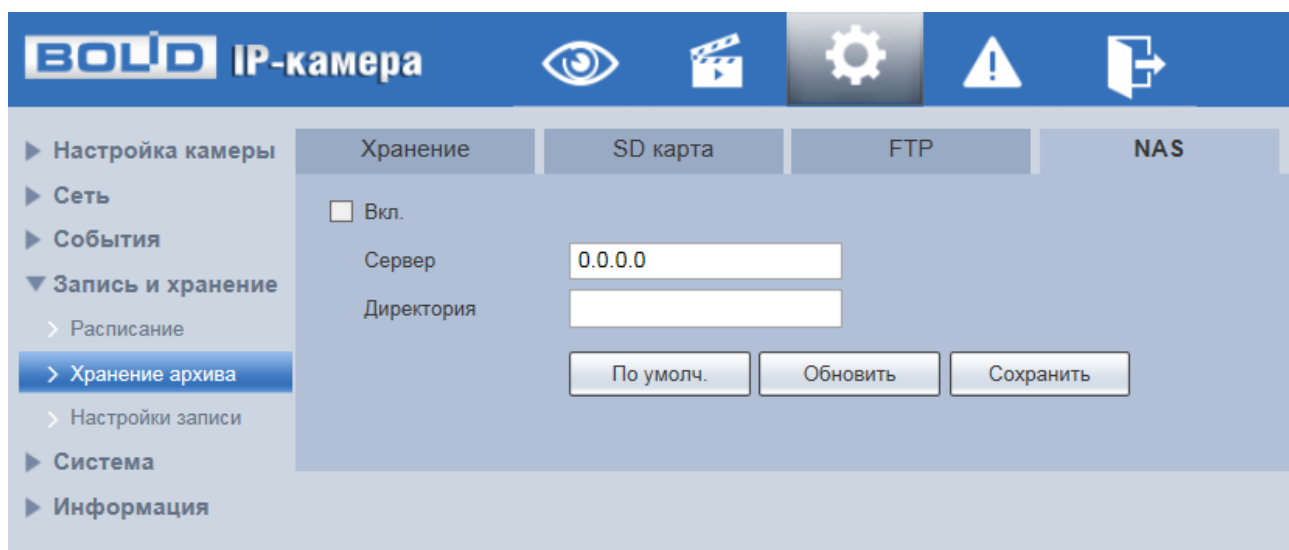 BOLID IP-камера
Настройка камеры
Сеть
События
Запись и хранение
Расписание
Хранение архива
Настройки записи
Система
Информация
Хранение SD карта FTP NAS
Вкл.
Сервер 0.0.0.0
Директория
По умолч. Обновить Сохранить